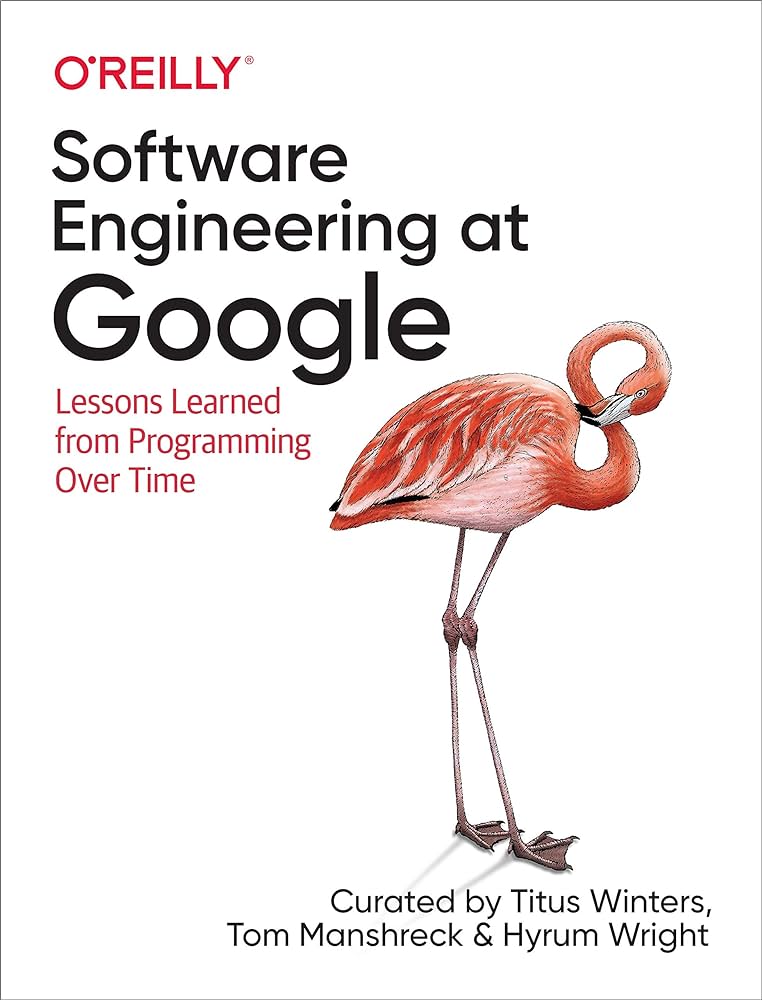 O'REILLY®
Software
Engineering at
Google
Lessons Learned
from Programming
Over Time
Curated by Titus Winters,
Tom Manshreck & Hyrum Wright